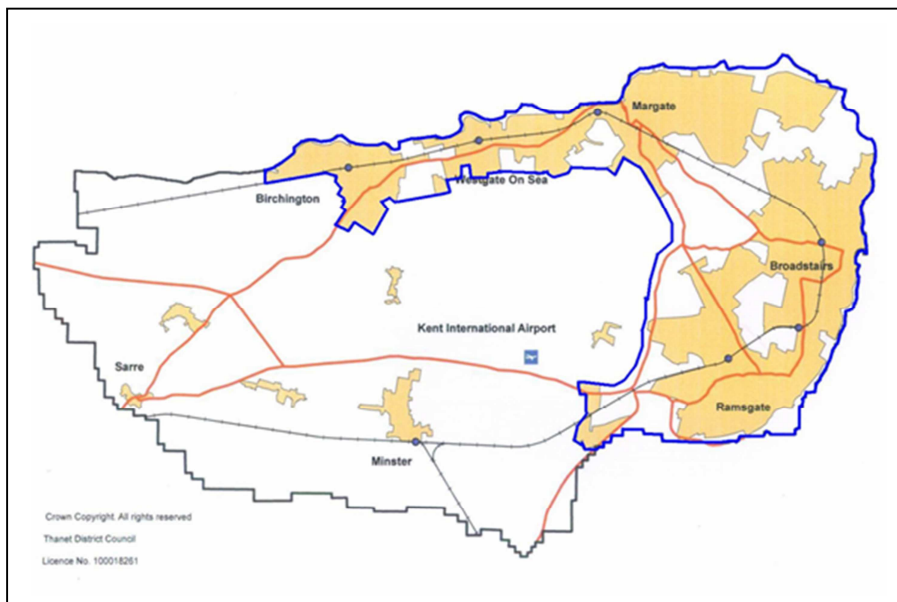 Margate
Westgate On Sea
Birchington
Broadstairs
Kent International Airport
Sarre
Ramsgate
Minster
Crown Copyright. All rights reserved
Thanet District Council
Licence No. 100018261